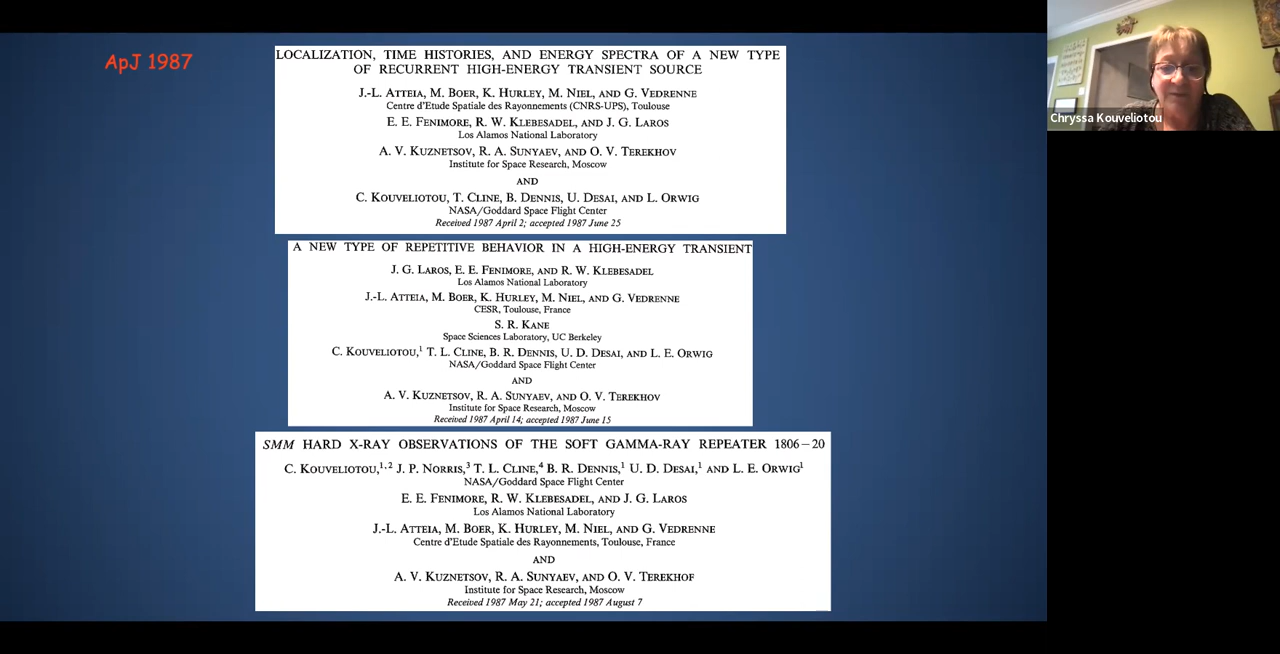 ApJ 1987
LOCALIZATION, TIME HISTORIES, AND ENERGY SPECTRA OF A NEW TYPE
OF RECURRENT HIGH-ENERGY TRANSIENT SOURCE
J.-L. ATTEIA, M. BOER, K. HURLEY, M. NIEL, AND G. VEDRENNE
Centre d'Etude Spatiale des Rayonnements (CNRS-UPS), Toulouse
E. E. FENIMORE, R. W. KLEBESADEL, AND J. G. LAROS
Los Alamos National Laboratory
A. V. KUZNETSOV, R. A. SUNYAEV, AND O. V. TEREKHOV
Institute for Space Research, Moscow
AND
C. KOUVELIOTOU, T. CLINE, B. DENNIS, U. DESAI, AND L. ORWIG
NASA/Goddard Space Flight Center
Received 1987 April 2; accepted 1987 June 25
A NEW TYPE OF REPETITIVE BEHAVIOR IN A HIGH-ENERGY TRANSIENT
J. G. LAROS, E. E. FENIMORE, AND R. W. KLEBESADEL
Los Alamos National Laboratory
J.-L. ATTEIA, M. BOER, K. HURLEY, M. NIEL, AND G. VEDRENNE
CESR, Toulouse, France
S. R. KANE
Space Sciences Laboratory, UC Berkeley
C. KOUVELIOTOU,¹ T. L. CLINE, B. R. DENNIS, U. D. DESAI, AND L. E. ORWIG
NASA/Goddard Space Flight Center
AND
A. V. KUZNETSOV, R. A. SUNYAEV, AND O. V. TEREKHOV
Institute for Space Research, Moscow
Received 1987 April 14; accepted 1987 June 15
SMM HARD X-RAY OBSERVATIONS OF THE SOFT GAMMA-RAY REPEATER 1806−20
C. KOUVELIOTOU,¹,² J. P. NORRIS,³ T. L. CLINE,⁴ B. R. DENNIS,¹ U. D. DESAI,¹ AND L. E. ORWIG¹
NASA/Goddard Space Flight Center
E. E. FENIMORE, R. W. KLEBESADEL, AND J. G. LAROS
Los Alamos National Laboratory
J.-L. ATTEIA, M. BOER, K. HURLEY, M. NIEL, AND G. VEDRENNE
Centre d'Etude Spatiale des Rayonnements, Toulouse, France
AND
A. V. KUZNETSOV, R. A. SUNYAEV, AND O. V. TEREKHOF
Institute for Space Research, Moscow
Received 1987 May 21; accepted 1987 August 7
Chryssa Kouveliotou